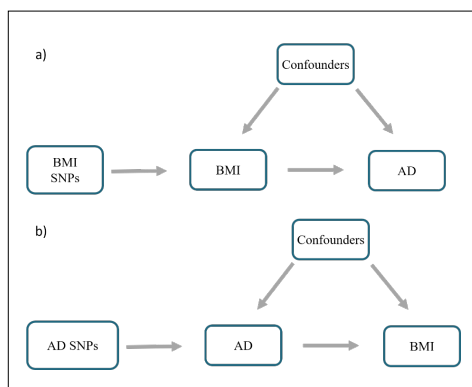 a)
Confounders
BMI
SNPs
BMI
AD
b)
Confounders
AD SNPs
AD
BMI